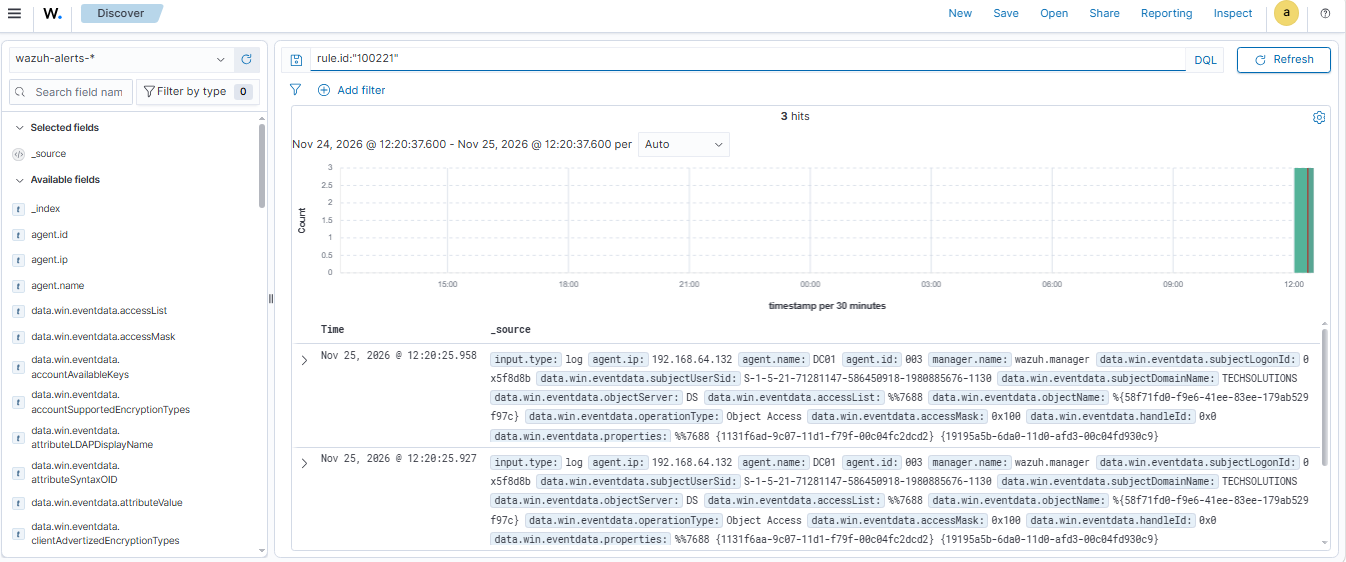 W. Discover New Save Open Share Reporting Inspect a
wazuh-alerts-*
rule.id:"100221" DQL Refresh
Search field nam Filter by type 0
Add filter
Selected fields
_source
Available fields
_index
agent.id
agent.ip
agent.name
data.win.eventdata.accessList
data.win.eventdata.accessMask
data.win.eventdata.
accountAvailableKeys
data.win.eventdata.
accountSupportedEncryptionTypes
data.win.eventdata.
attributeLDAPDisplayName
data.win.eventdata.
attributeSyntaxOID
data.win.eventdata.attributeValue
data.win.eventdata.
clientAdvertizedEncryptionTypes
3 hits
Nov 24, 2026 @ 12:20:37.600 - Nov 25, 2026 @ 12:20:37.600 per Auto
Count
3
2.5
2
1.5
1
0.5
0
15:00 18:00 21:00 00:00 03:00 06:00 09:00 12:00
timestamp per 30 minutes
Time _source
Nov 25, 2026 @ 12:20:25.958 input.type: log agent.ip: 192.168.64.132 agent.name: DC01 agent.id: 003 manager.name: wazuh.manager data.win.eventdata.subjectLogonId: 0
x5f8d8b data.win.eventdata.subjectUserSid: S-1-5-21-71281147-586450918-1980885676-1130 data.win.eventdata.subjectDomainName: TECHSOLUTIONS
data.win.eventdata.objectServer: DS data.win.eventdata.accessList: %%7688 data.win.eventdata.objectName: %{58f71fd0-f9e6-41ee-83ee-179ab529
f97c} data.win.eventdata.operationType: Object Access data.win.eventdata.accessMask: 0x100 data.win.eventdata.handleId: 0x0
data.win.eventdata.properties: %%7688 {1131f6ad-9c07-11d1-f79f-00c04fc2dcd2} {19195a5b-6da0-11d0-afd3-00c04fd930c9}
Nov 25, 2026 @ 12:20:25.927 input.type: log agent.ip: 192.168.64.132 agent.name: DC01 agent.id: 003 manager.name: wazuh.manager data.win.eventdata.subjectLogonId: 0
x5f8d8b data.win.eventdata.subjectUserSid: S-1-5-21-71281147-586450918-1980885676-1130 data.win.eventdata.subjectDomainName: TECHSOLUTIONS
data.win.eventdata.objectServer: DS data.win.eventdata.accessList: %%7688 data.win.eventdata.objectName: %{58f71fd0-f9e6-41ee-83ee-179ab529
f97c} data.win.eventdata.operationType: Object Access data.win.eventdata.accessMask: 0x100 data.win.eventdata.handleId: 0x0
data.win.eventdata.properties: %%7688 {1131f6aa-9c07-11d1-f79f-00c04fc2dcd2} {19195a5b-6da0-11d0-afd3-00c04fd930c9}